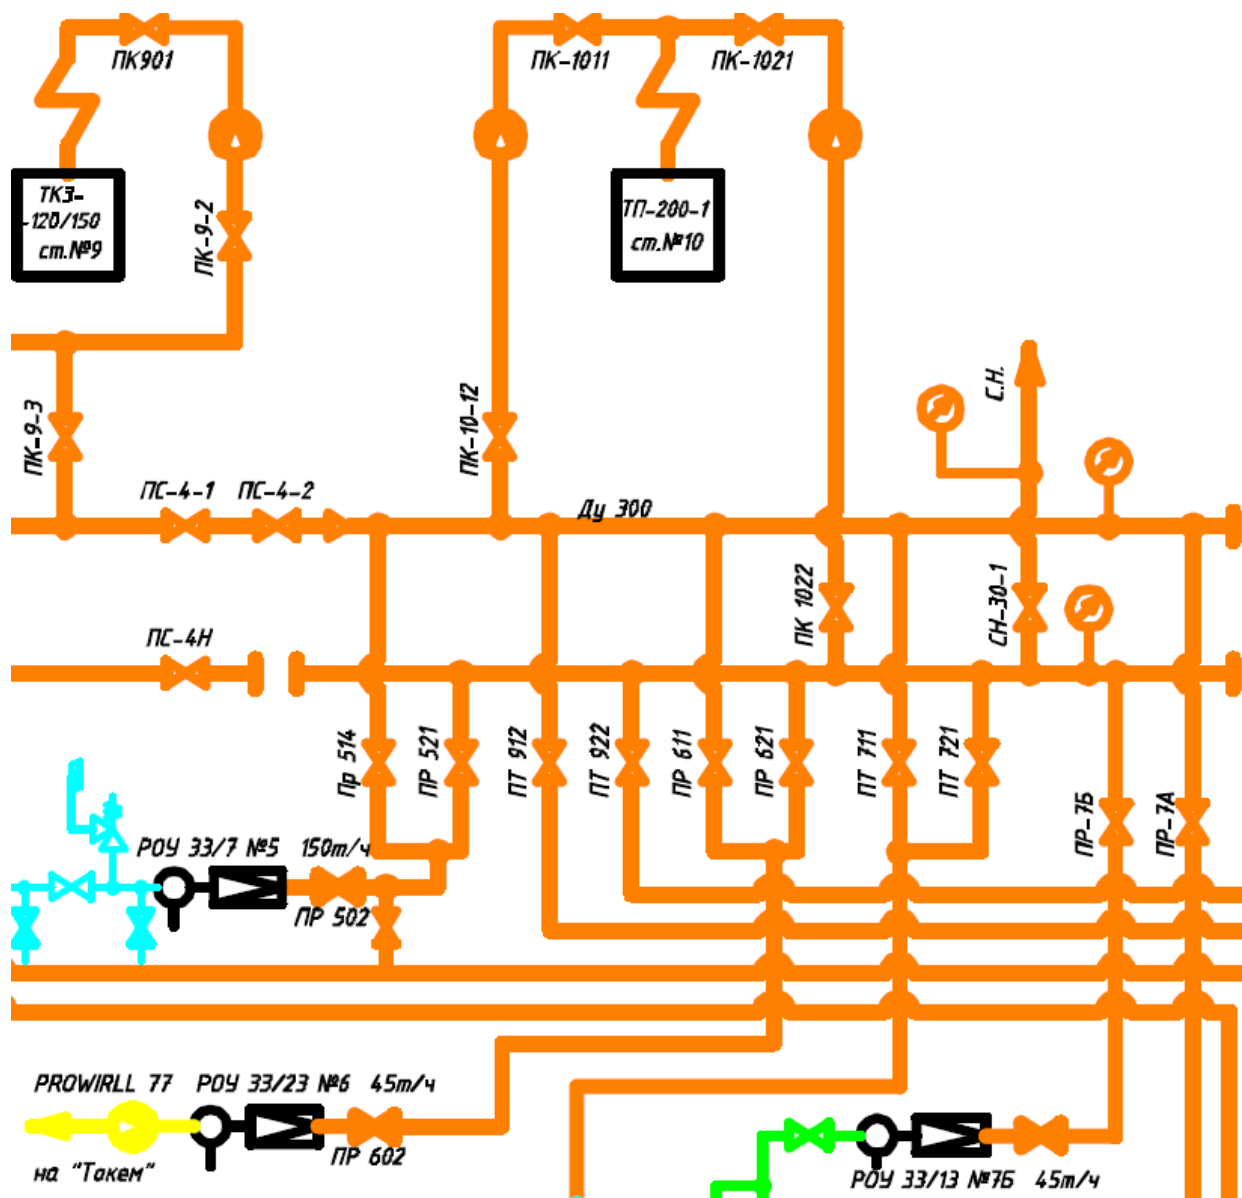 ПК901
ПК-1011
ПК-1021
ТКЗ-
-120/150
ст.№9
ПК-9-2
ТП-200-1
ст.№10
ПК-9-3
ПК-10-12
С.Н.
ПС-4-1
ПС-4-2
Ду 300
ПК 1022
СН-30-1
ПС-4Н
Пр 514
ПР 521
ПТ 912
ПТ 922
ПР 611
ПР 621
ПТ 711
ПТ 721
ПР-7Б
ПР-7А
РОУ 33/7 №5 150т/ч
ПР 502
PROWIRLL 77
РОУ 33/23 №6 45т/ч
ПР 602
на "Токем"
РОУ 33/13 №7Б 45т/ч